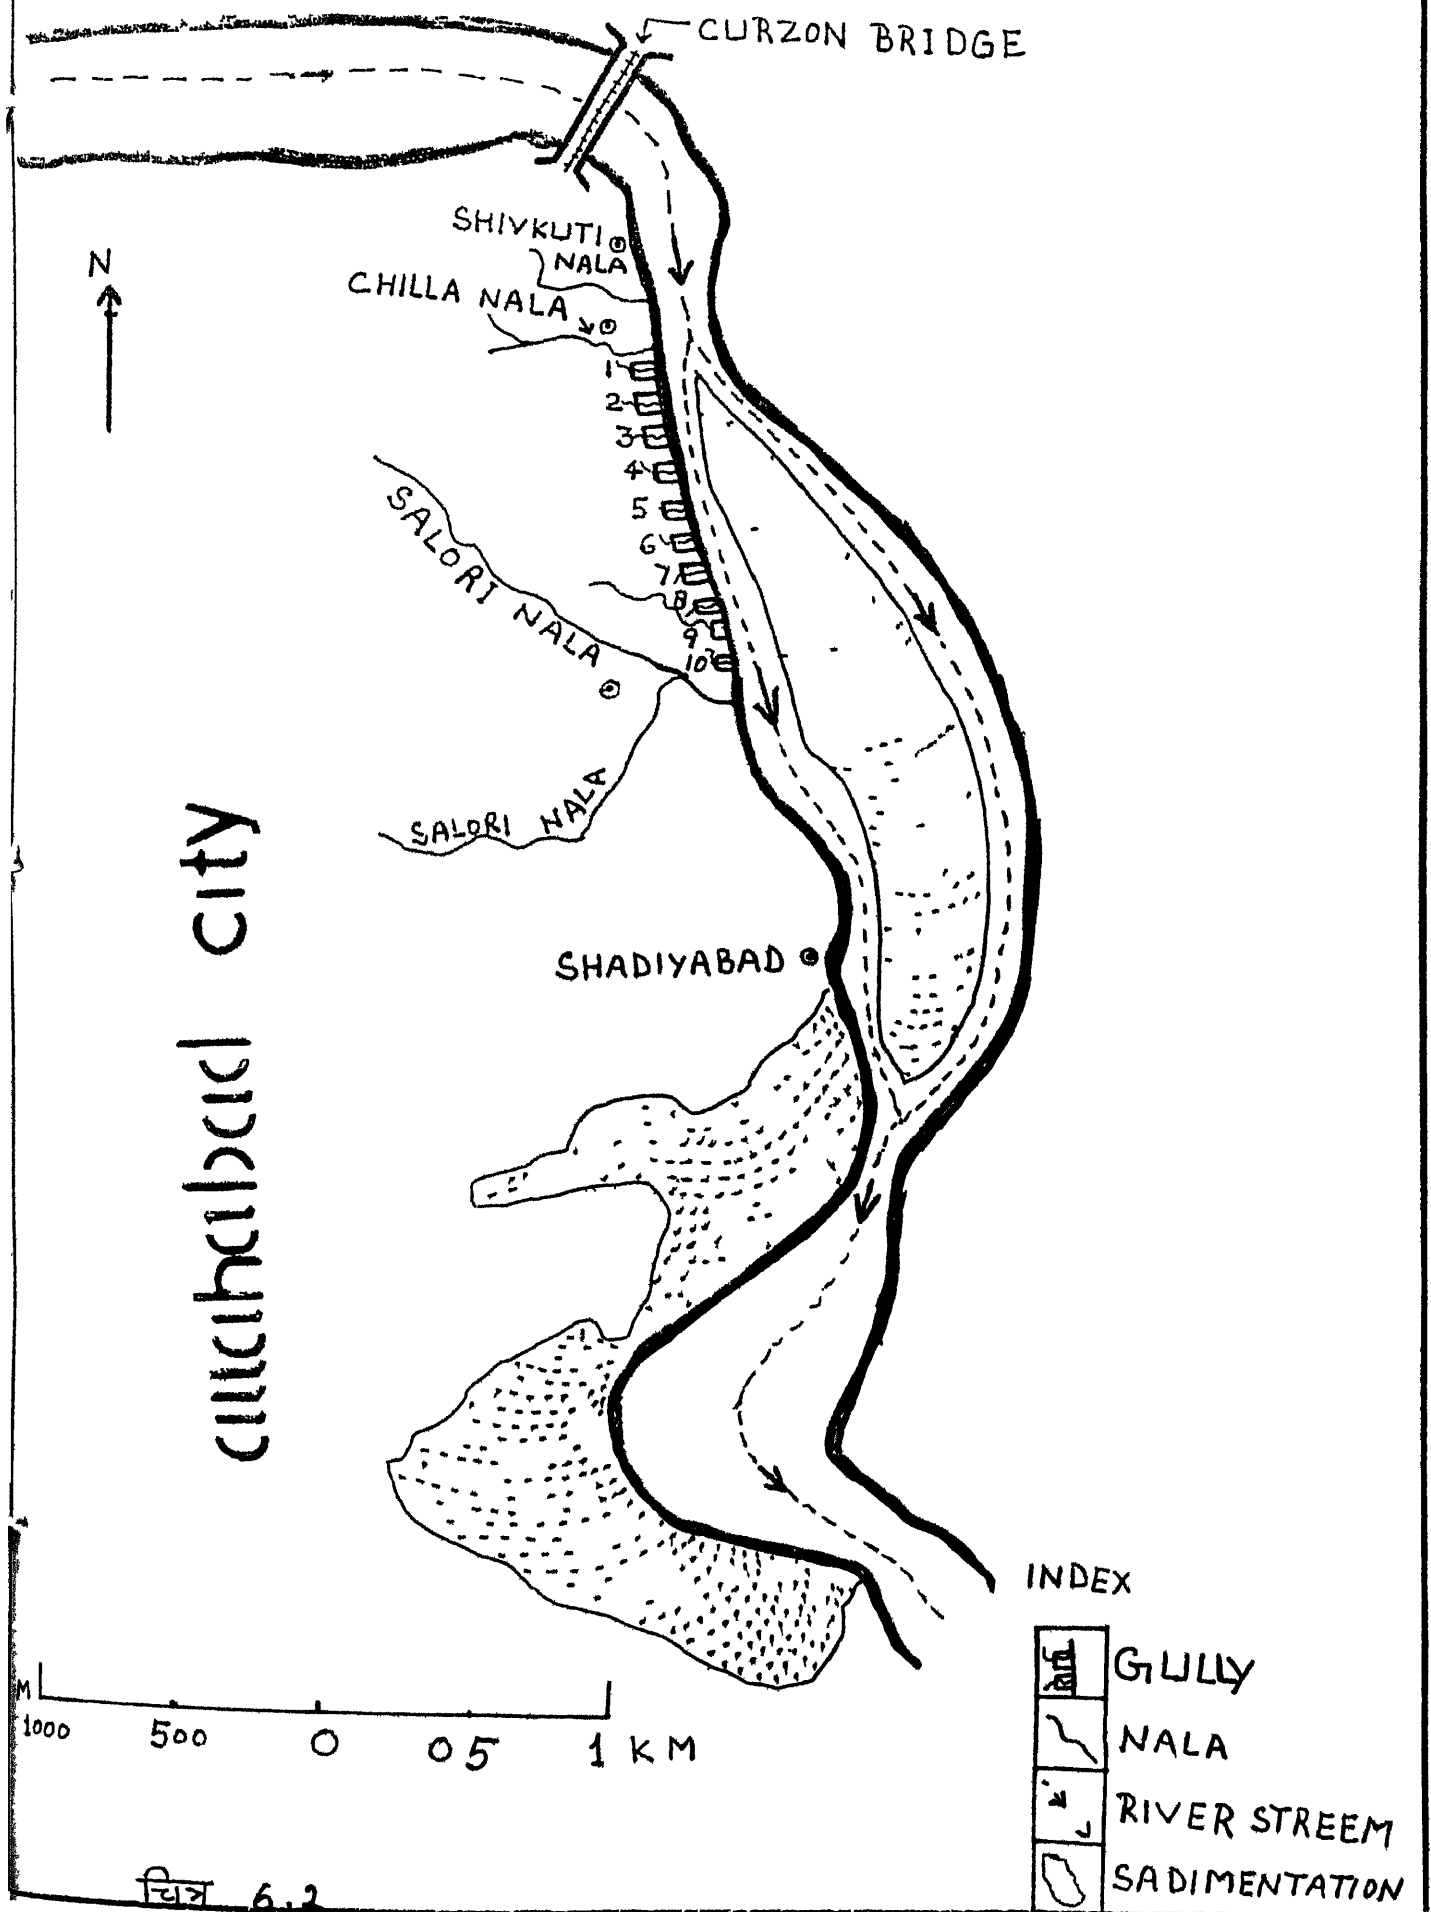 CURZON BRIDGE
SHIVKUTI
NALA
CHILLA NALA
N
1
2
3
4
5
6
7
8
9
10
SALORI NALA
SALORI NALA
allahabad city
SHADIYABAD
INDEX
GULLY
NALA
RIVER STREEM
SADIMENTATION
M
1000 500 0 05 1 KM
चित्र 6.2